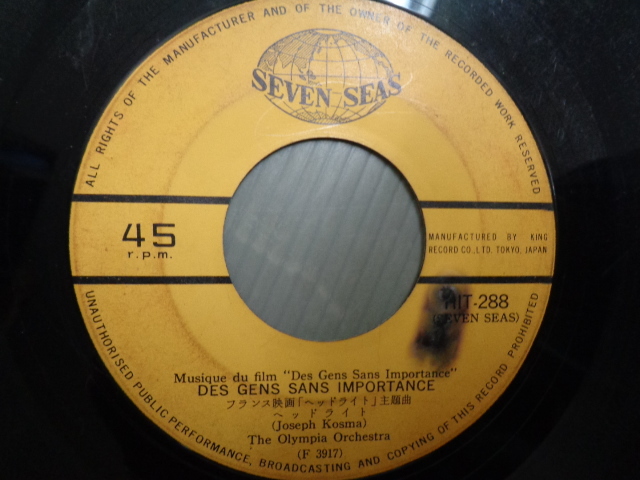 ALL RIGHTS OF THE MANUFACTURER AND OF THE OWNER OF THE RECORDED WORK RESERVED
SEVEN SEAS
45
r.p.m.
MANUFACTURED BY KING
RECORD CO., LTD. TOKYO, JAPAN
HIT-288
(SEVEN SEAS)
Musique du film "Des Gens Sans Importance"
DES GENS SANS IMPORTANCE
フランス映画「ヘッドライト」主題曲
ヘッドライト
(Joseph Kosma)
The Olympia Orchestra
(F 3917)
UNAUTHORISED PUBLIC PERFORMANCE, BROADCASTING AND COPYING OF THIS RECORD PROHIBITED